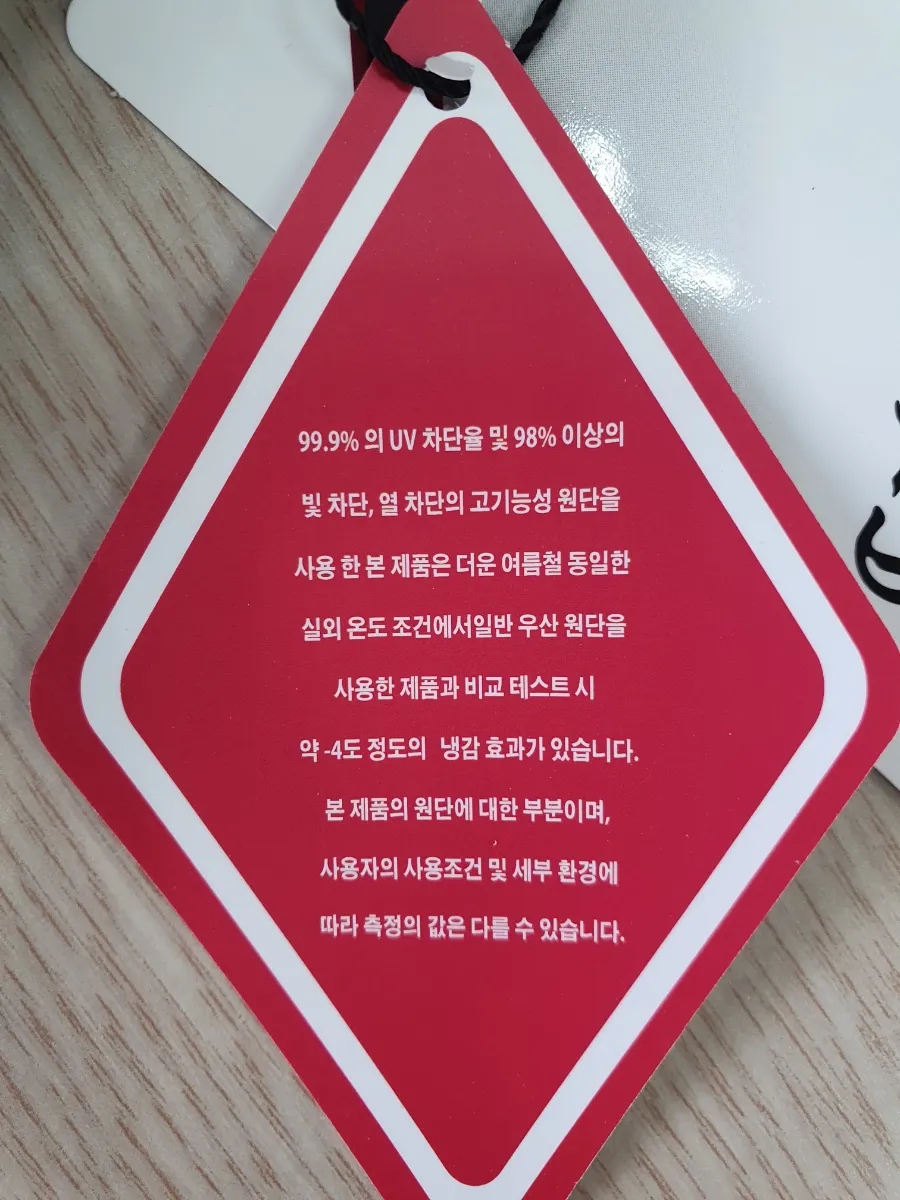 99.9% 의 UV 차단율 및 98% 이상의
빛 차단, 열 차단의 고기능성 원단을
사용 한 본 제품은 더운 여름철 동일한
실외 온도 조건에서일반 우산 원단을
사용한 제품과 비교 테스트 시
약 -4도 정도의 냉감 효과가 있습니다.
본 제품의 원단에 대한 부분이며,
사용자의 사용조건 및 세부 환경에
따라 측정의 값은 다를 수 있습니다.